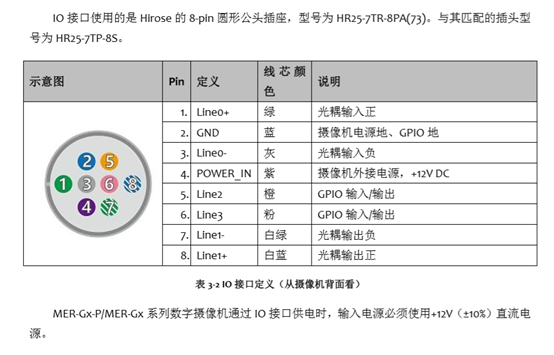 IO 接口使用的是 Hirose 的 8-pin 圆形公头插座，型号为 HR25-7TR-8PA(73)。与其匹配的插头型
号为 HR25-7TP-8S。
示意图 Pin 定义 线芯颜色 说明
1. Line0+ 绿 光耦输入正
2. GND 蓝 摄像机电源地、GPIO 地
3. Line0- 灰 光耦输入负
4. POWER_IN 紫 摄像机外接电源，+12V DC
5. Line2 橙 GPIO 输入/输出
6. Line3 粉 GPIO 输入/输出
7. Line1- 白绿 光耦输出负
8. Line1+ 白蓝 光耦输出正
2 5
1 3 6 8
4 7
表 3-2 IO 接口定义（从摄像机背面看）
MER-Gx-P/MER-Gx 系列数字摄像机通过 IO 接口供电时，输入电源必须使用+12V（±10%）直流电
源。